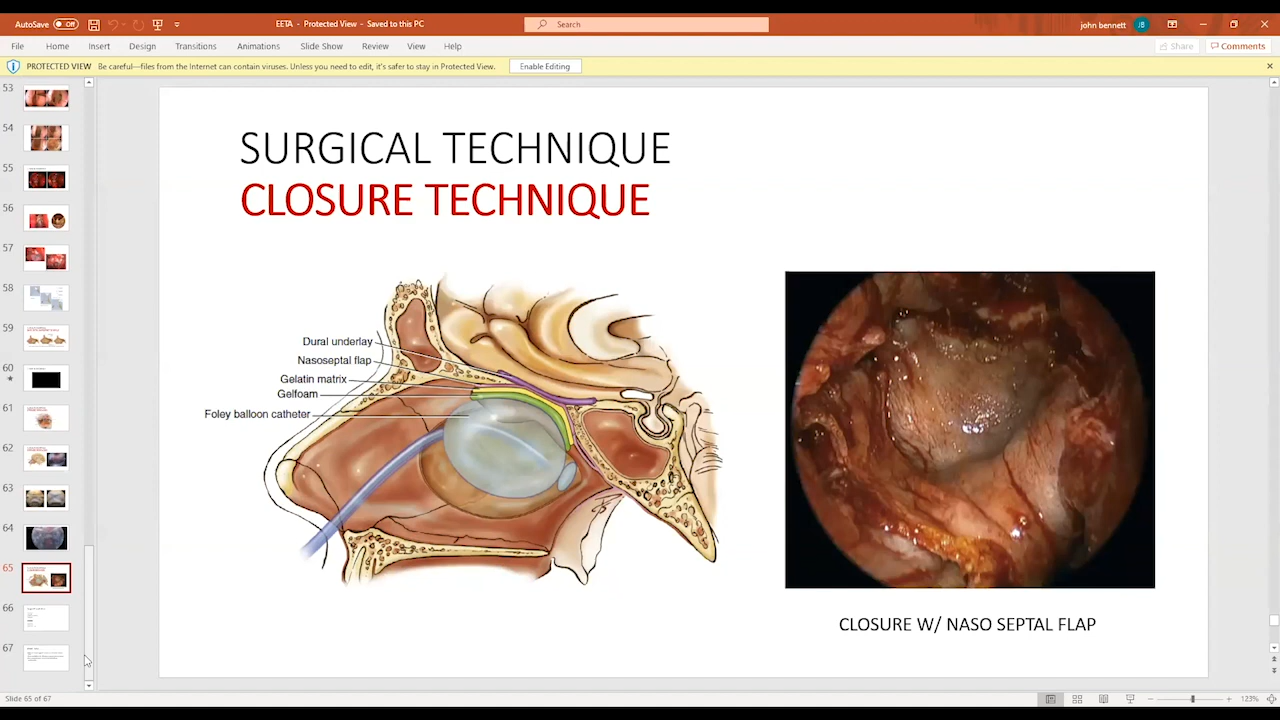 AutoSave
Off
EETA - Protected View - Saved to this PC
Search
john bennett
JB
File
Home
Insert
Design
Transitions
Animations
Slide Show
Review
View
Help
Share
Comments
PROTECTED VIEW
Be careful—files from the Internet can contain viruses. Unless you need to edit, it's safer to stay in Protected View.
Enable Editing
53
54
55
56
57
58
59
60
61
62
63
64
65
66
67
SURGICAL TECHNIQUE
CLOSURE TECHNIQUE
Dural underlay
Nasoseptal flap
Gelatin matrix
Gelfoam
Foley balloon catheter
CLOSURE W/ NASO SEPTAL FLAP
Slide 65 of 67
123%